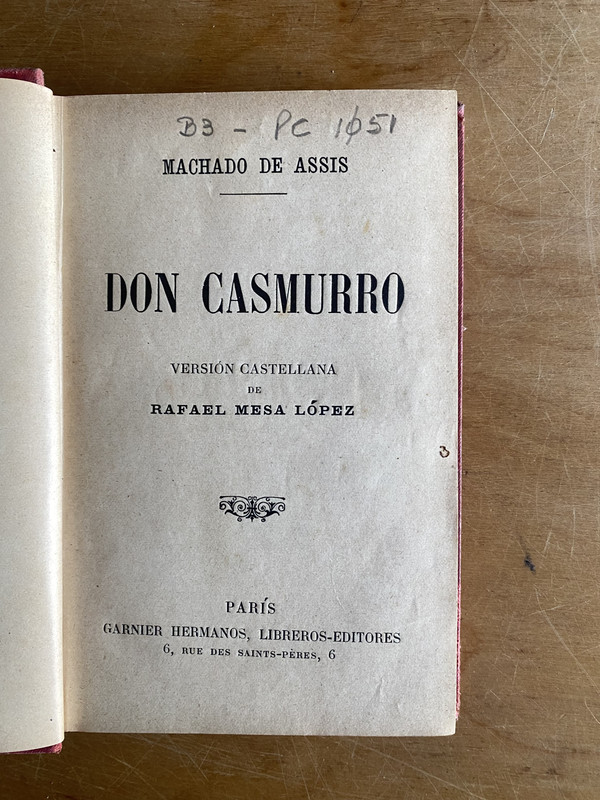 B3 - PC 1051
MACHADO DE ASSIS
DON CASMURRO
VERSIÓN CASTELLANA
DE
RAFAEL MESA LÓPEZ
PARÍS
GARNIER HERMANOS, LIBREROS-EDITORES
6, RUE DES SAINTS-PÈRES, 6